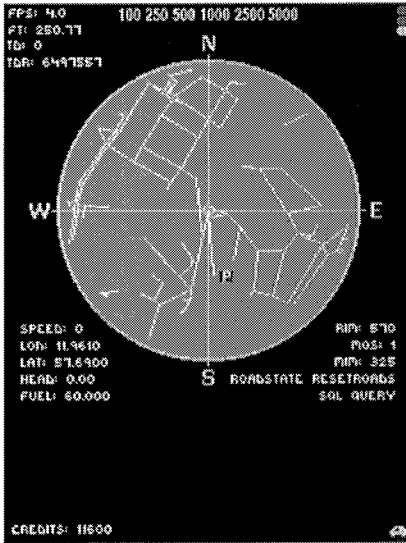 FPS: 4.0
100 250 500 1000 2500 5000
FT: 250.77
TD: 0
TDA: 6497557
N
W
E
S
SPEED: 0
RIM: 570
LON: 11.9610
MOS: 1
LAT: 57.6900
MIM: 325
HEAD: 0.00
ROADSTATE RESETROADS
FUEL: 60.000
SQL QUERY
CREDITS: 11600